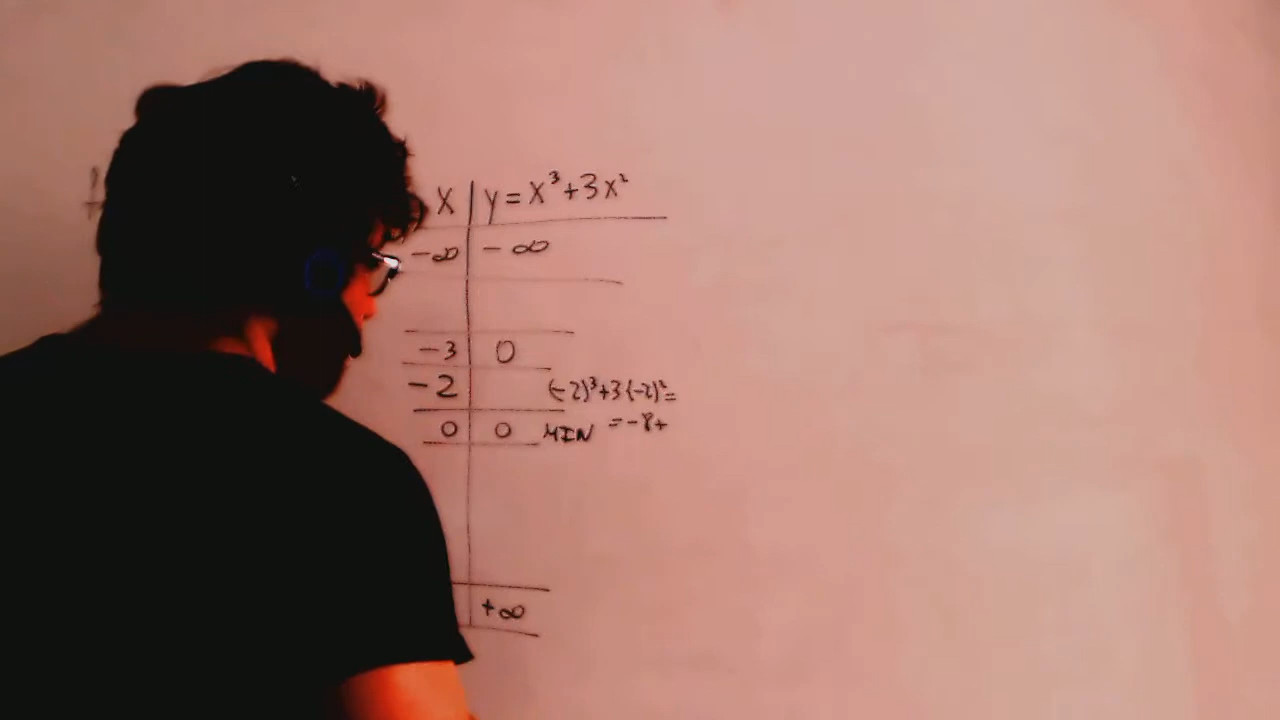 x y = x³ + 3x²
-∞ -∞
-3 0
-2 (-2)³+3(-2)²=
0 0 MIN =-8+
+∞